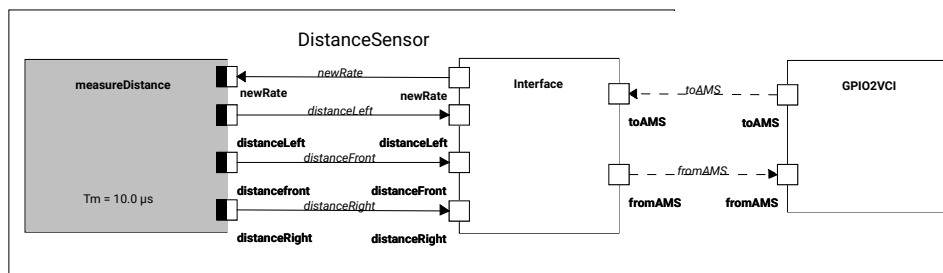 DistanceSensor
measureDistance
newRate
Interface
GPIO2VCI
newRate
newRate
toAMS
distanceLeft
toAMS
toAMS
distanceLeft
distanceLeft
distanceFront
fromAMS
distancefront
distanceFront
Tm = 10.0 µs
fromAMS
fromAMS
distanceRight
distanceRight
distanceRight